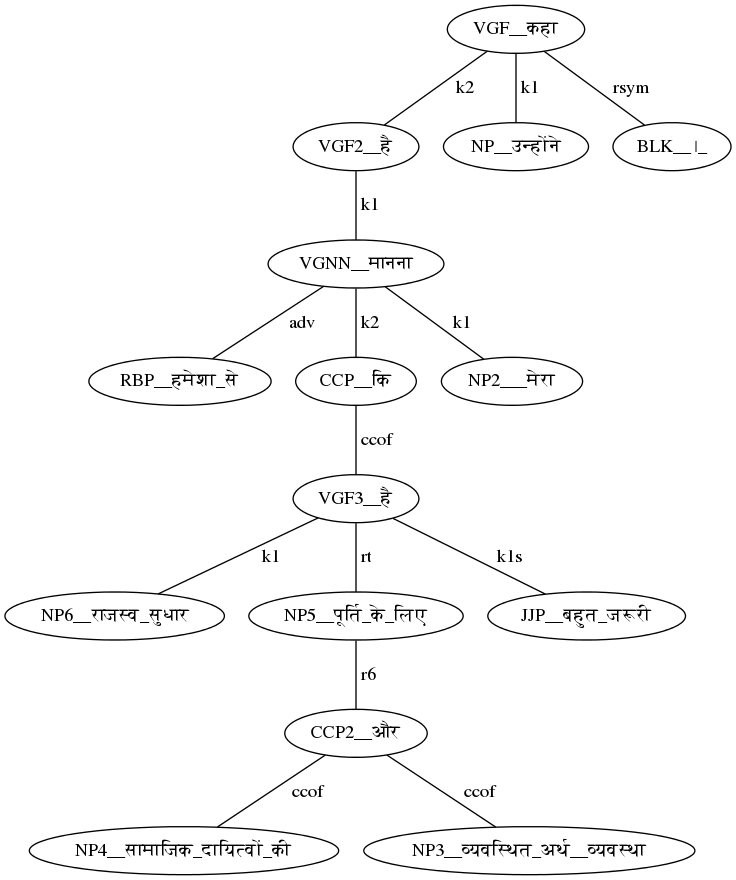 VGF__कहा
k2 k1 rsym
VGF2__है NP__उन्होंने BLK__।_
k1
VGNN__मानना
adv k2 k1
RBP__हमेशा_से CCP__कि NP2___मेरा
ccof
VGF3__है
k1 rt k1s
NP6__राजस्व_सुधार NP5__पूर्ति_के_लिए JJP__बहुत_जरूरी
r6
CCP2__और
ccof ccof
NP4__सामाजिक_दायित्वों_की NP3__व्यवस्थित_अर्थ__व्यवस्था